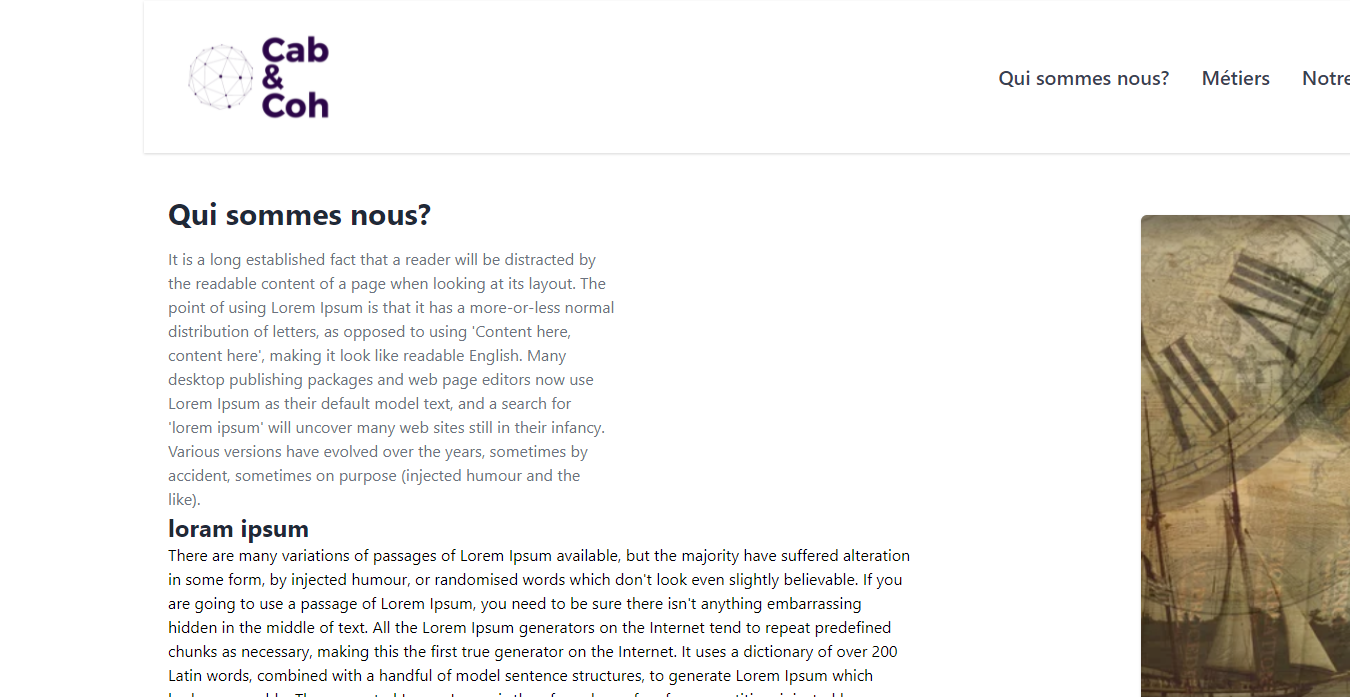 Cab
&
Coh
Qui sommes nous? Métiers Notre
Qui sommes nous?
It is a long established fact that a reader will be distracted by
the readable content of a page when looking at its layout. The
point of using Lorem Ipsum is that it has a more-or-less normal
distribution of letters, as opposed to using 'Content here,
content here', making it look like readable English. Many
desktop publishing packages and web page editors now use
Lorem Ipsum as their default model text, and a search for
'lorem ipsum' will uncover many web sites still in their infancy.
Various versions have evolved over the years, sometimes by
accident, sometimes on purpose (injected humour and the
like).
loram ipsum
There are many variations of passages of Lorem Ipsum available, but the majority have suffered alteration
in some form, by injected humour, or randomised words which don't look even slightly believable. If you
are going to use a passage of Lorem Ipsum, you need to be sure there isn't anything embarrassing
hidden in the middle of text. All the Lorem Ipsum generators on the Internet tend to repeat predefined
chunks as necessary, making this the first true generator on the Internet. It uses a dictionary of over 200
Latin words, combined with a handful of model sentence structures, to generate Lorem Ipsum which